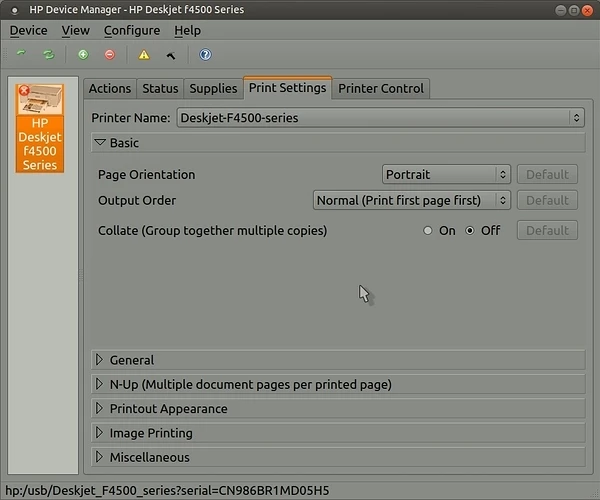 HP Device Manager - HP Deskjet f4500 Series
Device View Configure Help
HP
Deskjet
f4500
Series
Actions Status Supplies Print Settings Printer Control
Printer Name: Deskjet-F4500-series
Basic
Page Orientation Portrait Default
Output Order Normal (Print first page first) Default
Collate (Group together multiple copies) On Off Default
General
N-Up (Multiple document pages per printed page)
Printout Appearance
Image Printing
Miscellaneous
hp:/usb/Deskjet_F4500_series?serial=CN986BR1MD05H5